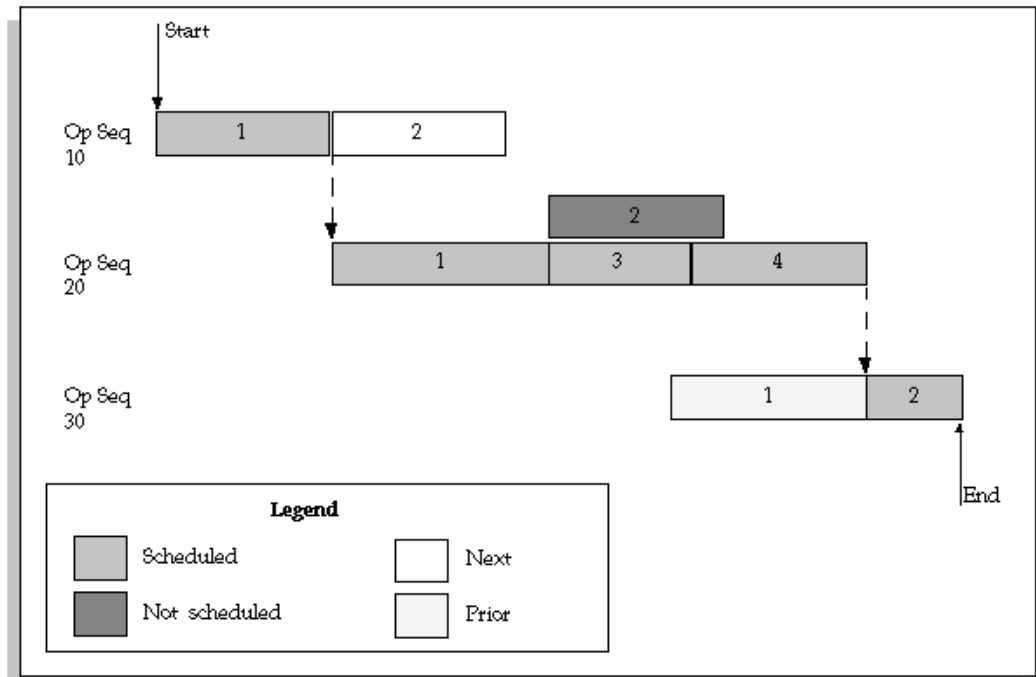 Start
Op Seq
10
1
2
2
Op Seq
20
1
3
4
Op Seq
30
1
2
End
Legend
Scheduled
Next
Not scheduled
Prior